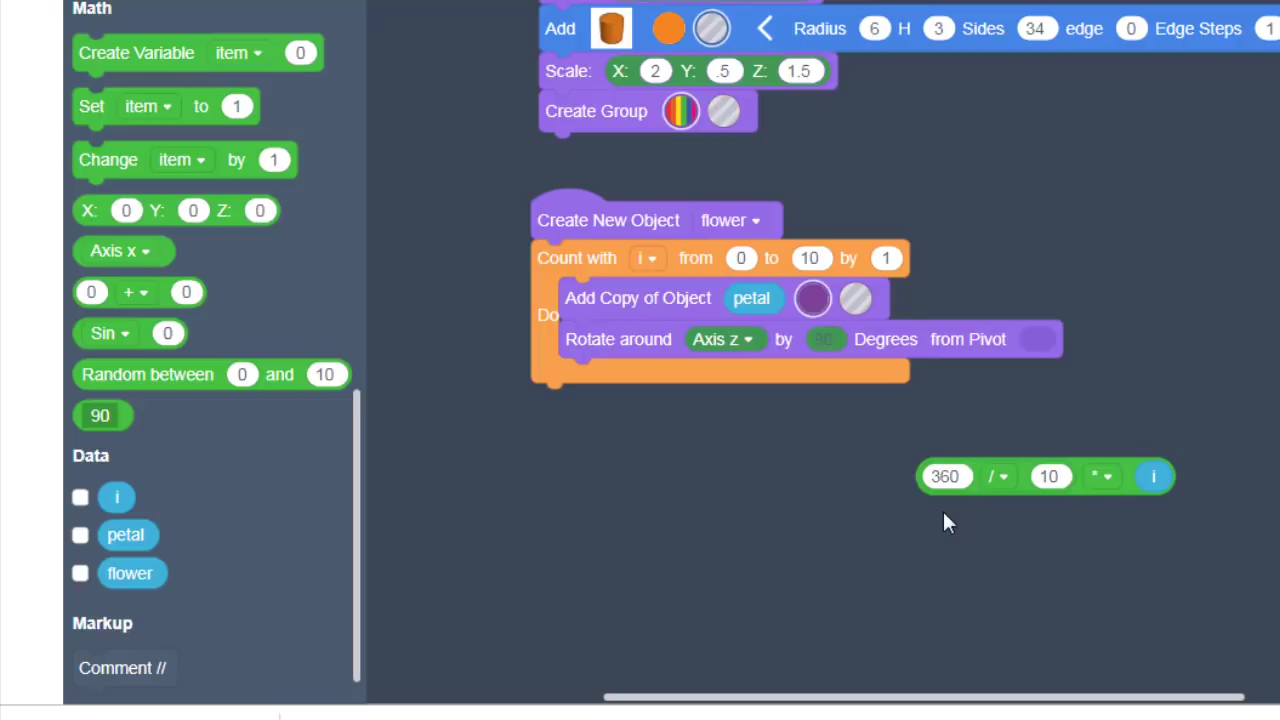 Math
Create Variable item 0
Set item to 1
Change item by 1
X: 0 Y: 0 Z: 0
Axis x
0 + 0
Sin 0
Random between 0 and 10
90
Data
i
petal
flower
Markup
Comment //
Add Radius 6 H 3 Sides 34 edge 0 Edge Steps 1
Scale: X: 2 Y: .5 Z: 1.5
Create Group
Create New Object flower
Count with i from 0 to 10 by 1
Add Copy of Object petal
Do
Rotate around Axis z by 90 Degrees from Pivot
360 / 10 * i